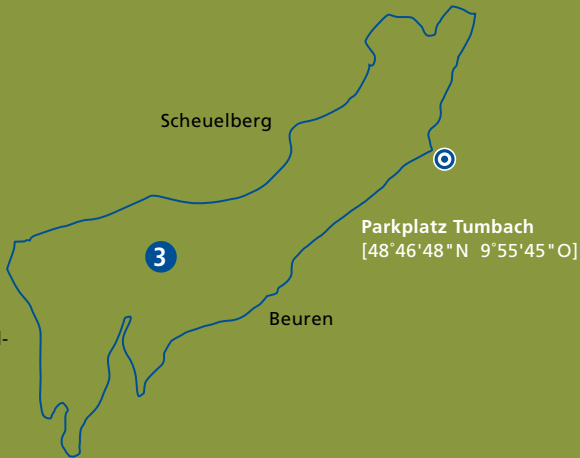 Scheuelberg
Parkplatz Tumbach
[48°46'48"N 9°55'45"O]
3
Beuren
l-